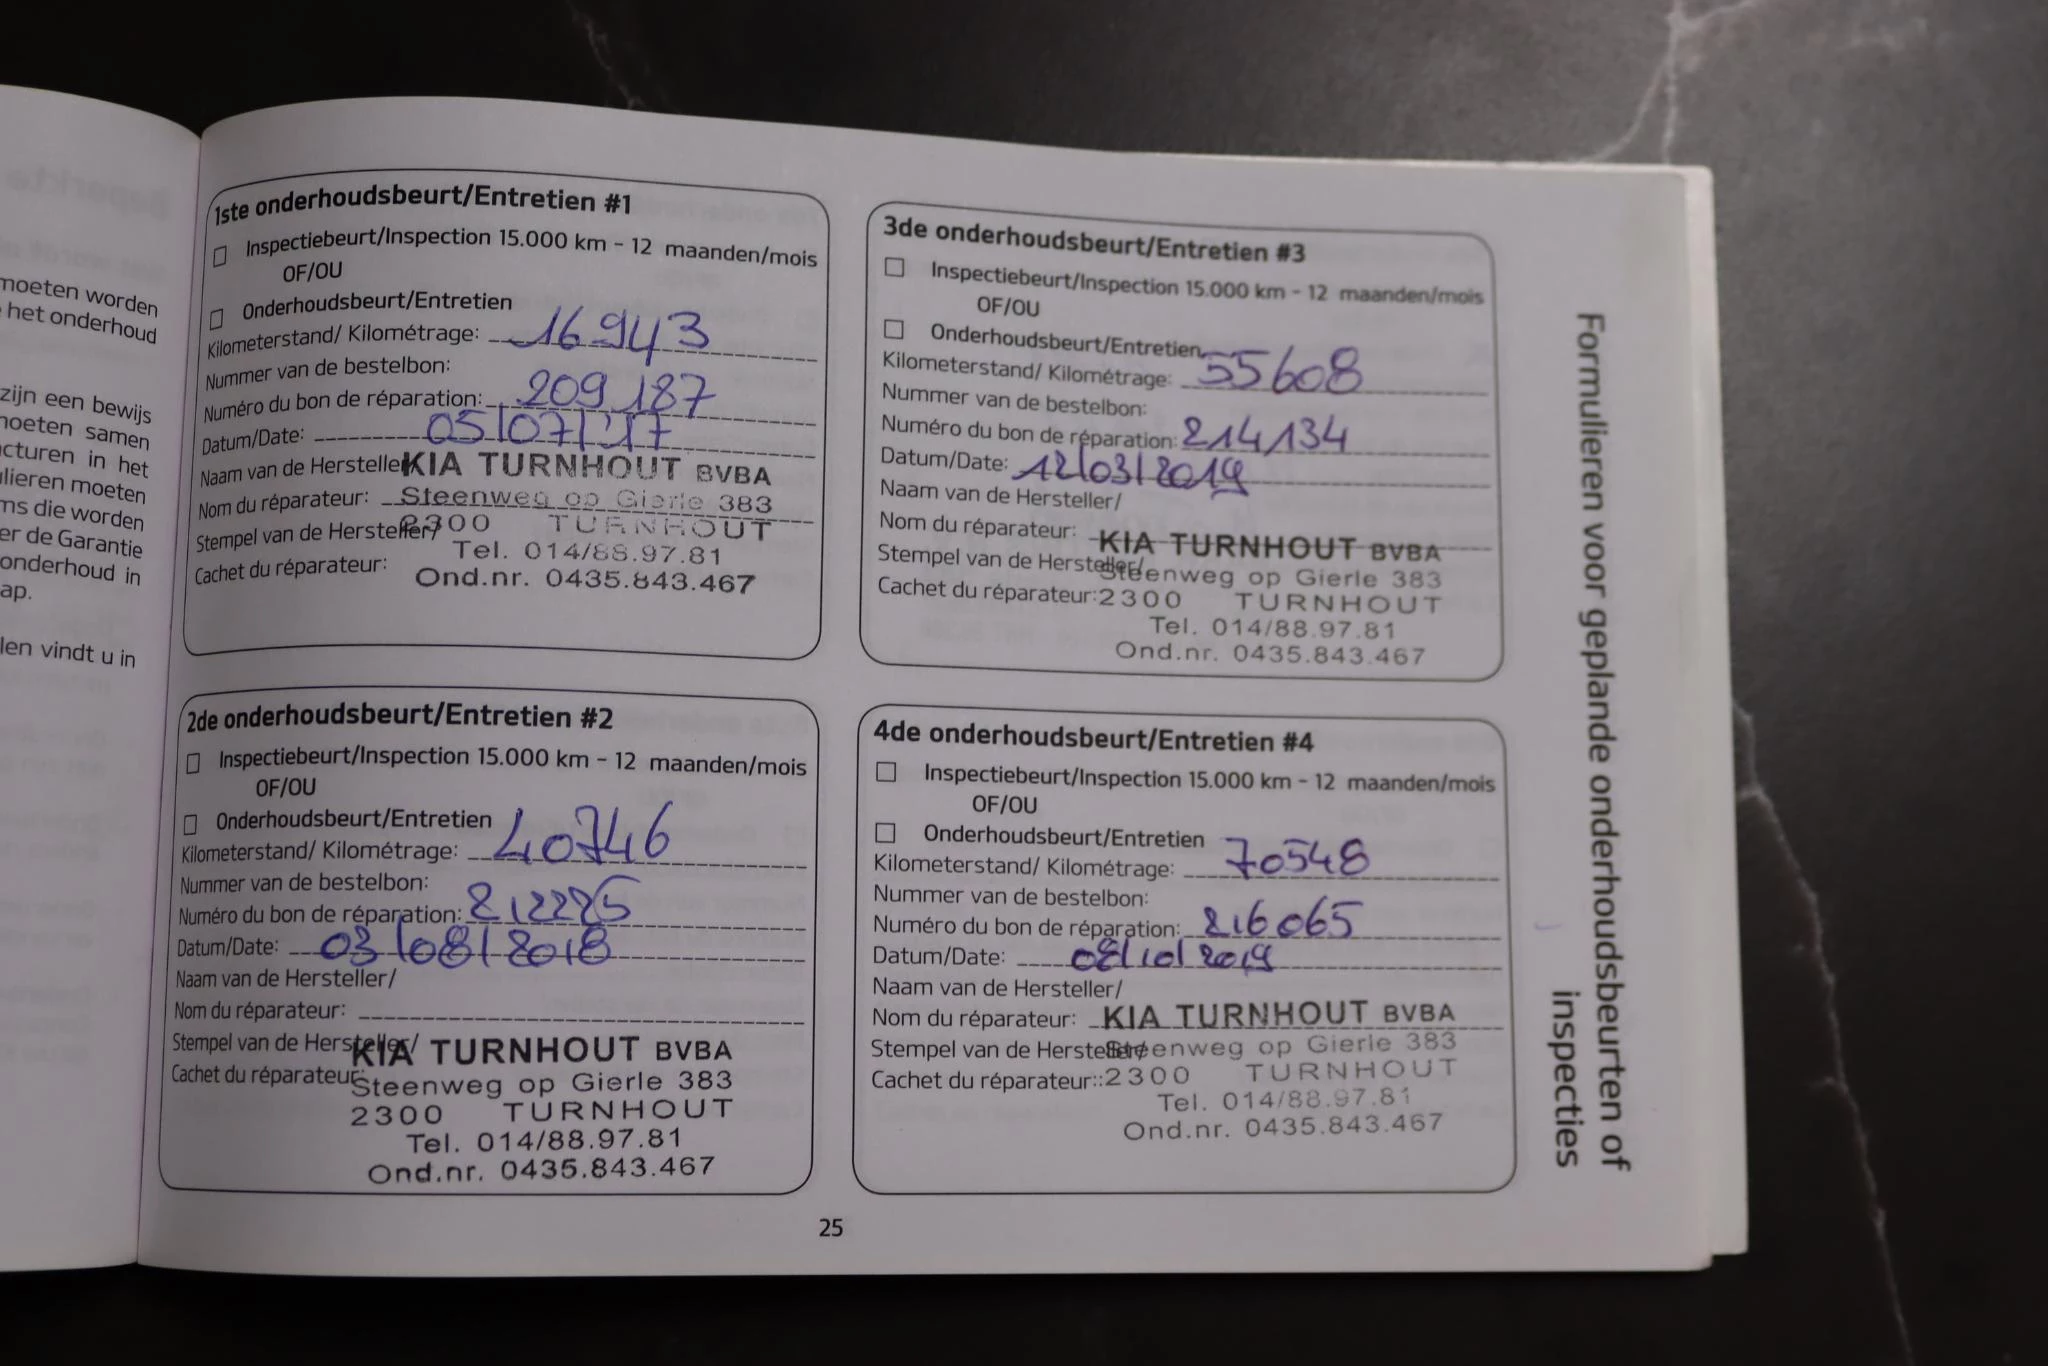 moeten worden
het onderhoud
zijn een bewijs
moeten samen
cturen in het
lieren moeten
ms die worden
er de Garantie
onderhoud in
ap.
len vindt u in
1ste onderhoudsbeurt/Entretien #1
Inspectiebeurt/Inspection 15.000 km - 12 maanden/mois
OF/OU
Onderhoudsbeurt/Entretien
Kilometerstand/ Kilométrage: 16943
Nummer van de bestelbon:
Numéro du bon de réparation: 209187
Datum/Date: 05/07/'17
Naam van de Hersteller/
KIA TURNHOUT BVBA
Nom du réparateur: Steenweg op Gierle 383
Stempel van de Hersteller/
2300 TURNHOUT
Tel. 014/88.97.81
Cachet du réparateur:
Ond.nr. 0435.843.467
2de onderhoudsbeurt/Entretien #2
Inspectiebeurt/Inspection 15.000 km - 12 maanden/mois
OF/OU
Onderhoudsbeurt/Entretien
Kilometerstand/ Kilométrage: 40746
Nummer van de bestelbon:
Numéro du bon de réparation: 212225
Datum/Date: 03/08/2018
Naam van de Hersteller/
Nom du réparateur:
Stempel van de Hersteller/
KIA TURNHOUT BVBA
Cachet du réparateur:
Steenweg op Gierle 383
2300 TURNHOUT
Tel. 014/88.97.81
Ond.nr. 0435.843.467
3de onderhoudsbeurt/Entretien #3
Inspectiebeurt/Inspection 15.000 km - 12 maanden/mois
OF/OU
Onderhoudsbeurt/Entretien
Kilometerstand/ Kilométrage: 55608
Nummer van de bestelbon:
Numéro du bon de réparation: 214134
Datum/Date: 12/03/2019
Naam van de Hersteller/
Nom du réparateur:
KIA TURNHOUT BVBA
Stempel van de Hersteller/
Steenweg op Gierle 383
Cachet du réparateur: 2300 TURNHOUT
Tel. 014/88.97.81
Ond.nr. 0435.843.467
4de onderhoudsbeurt/Entretien #4
Inspectiebeurt/Inspection 15.000 km - 12 maanden/mois
OF/OU
Onderhoudsbeurt/Entretien
Kilometerstand/ Kilométrage: 70548
Nummer van de bestelbon:
Numéro du bon de réparation: 216065
Datum/Date: 08/10/2019
Naam van de Hersteller/
Nom du réparateur: KIA TURNHOUT BVBA
Stempel van de Hersteller/
Steenweg op Gierle 383
Cachet du réparateur: 2300 TURNHOUT
Tel. 014/88.97.81
Ond.nr. 0435.843.467
Formulieren voor geplande onderhoudsbeurten of
inspecties
25